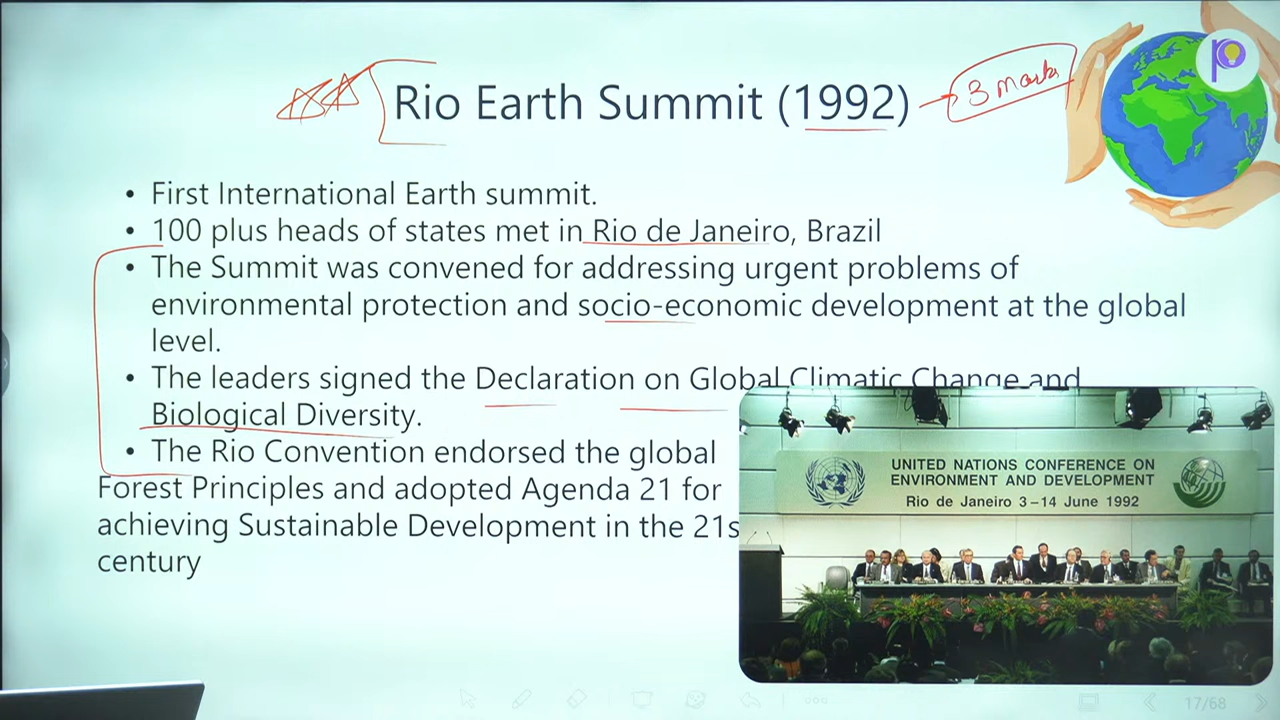 Rio Earth Summit (1992)
3 marks
• First International Earth summit.
• 100 plus heads of states met in Rio de Janeiro, Brazil
• The Summit was convened for addressing urgent problems of
environmental protection and socio-economic development at the global
level.
• The leaders signed the Declaration on Global Climatic Change and
Biological Diversity.
• The Rio Convention endorsed the global
Forest Principles and adopted Agenda 21 for
achieving Sustainable Development in the 21s
century
UNITED NATIONS CONFERENCE ON
ENVIRONMENT AND DEVELOPMENT
Rio de Janeiro 3–14 June 1992
17/68